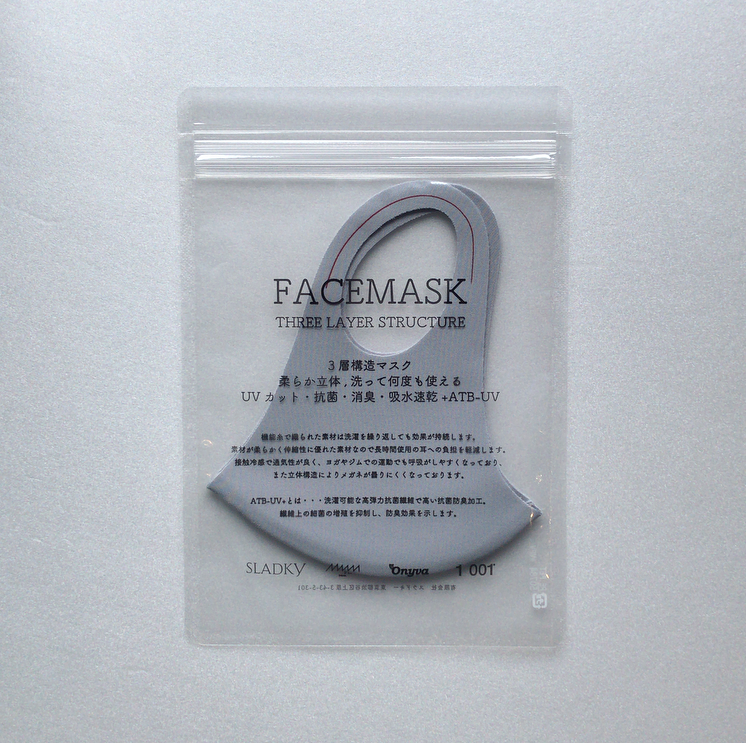 FACEMASK
THREE LAYER STRUCTURE
3層構造マスク
柔らか立体,洗って何度も使える
UVカット・抗菌・消臭・吸水速乾+ATB-UV
機能糸で織られた素材は洗濯を繰り返しても効果が持続します。
素材が柔らかく伸縮性に優れた素材なので長時間使用の耳への負担を軽減します。
接触冷感で通気性が良く、ヨガやジムでの運動でも呼吸がしやすくなっており、
また立体構造によりメガネが曇りにくくなっております。
ATB-UV+とは・・・洗濯可能な高弾力抗菌繊維で高い抗菌防臭加工。
繊維上の細菌の増殖を抑制し、防臭効果を示します。
SLADKY Onyva 1 001